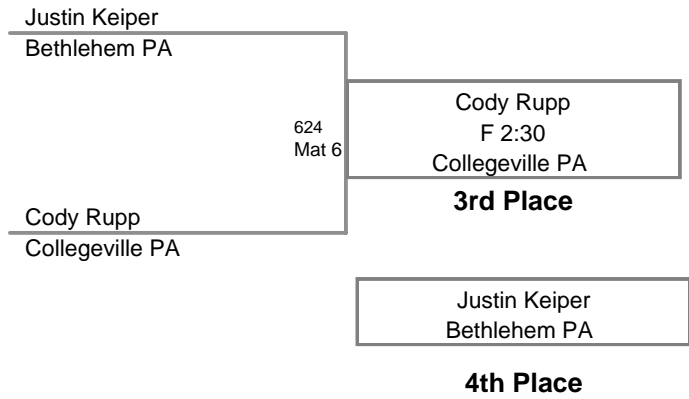 Justin Keiper
Bethlehem PA
624
Mat 6
Cody Rupp
F 2:30
Collegeville PA
3rd Place
Cody Rupp
Collegeville PA
Justin Keiper
Bethlehem PA
4th Place